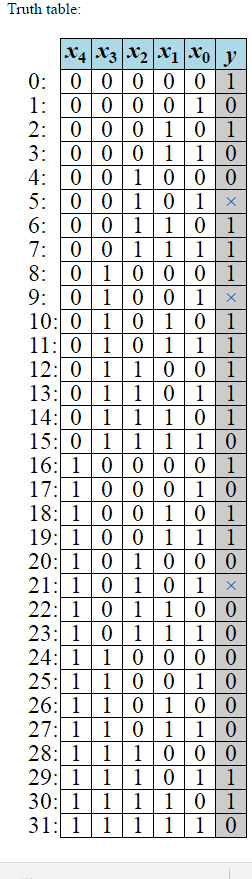 Truth table:
x₄ x₃ x₂ x₁ x₀ y
0: 0 0 0 0 0 1
1: 0 0 0 0 1 0
2: 0 0 0 1 0 1
3: 0 0 0 1 1 0
4: 0 0 1 0 0 0
5: 0 0 1 0 1 ×
6: 0 0 1 1 0 1
7: 0 0 1 1 1 1
8: 0 1 0 0 0 1
9: 0 1 0 0 1 ×
10: 0 1 0 1 0 1
11: 0 1 0 1 1 1
12: 0 1 1 0 0 1
13: 0 1 1 0 1 1
14: 0 1 1 1 0 1
15: 0 1 1 1 1 0
16: 1 0 0 0 0 1
17: 1 0 0 0 1 0
18: 1 0 0 1 0 1
19: 1 0 0 1 1 1
20: 1 0 1 0 0 0
21: 1 0 1 0 1 ×
22: 1 0 1 1 0 0
23: 1 0 1 1 1 0
24: 1 1 0 0 0 0
25: 1 1 0 0 1 0
26: 1 1 0 1 0 0
27: 1 1 0 1 1 0
28: 1 1 1 0 0 0
29: 1 1 1 0 1 1
30: 1 1 1 1 0 1
31: 1 1 1 1 1 0